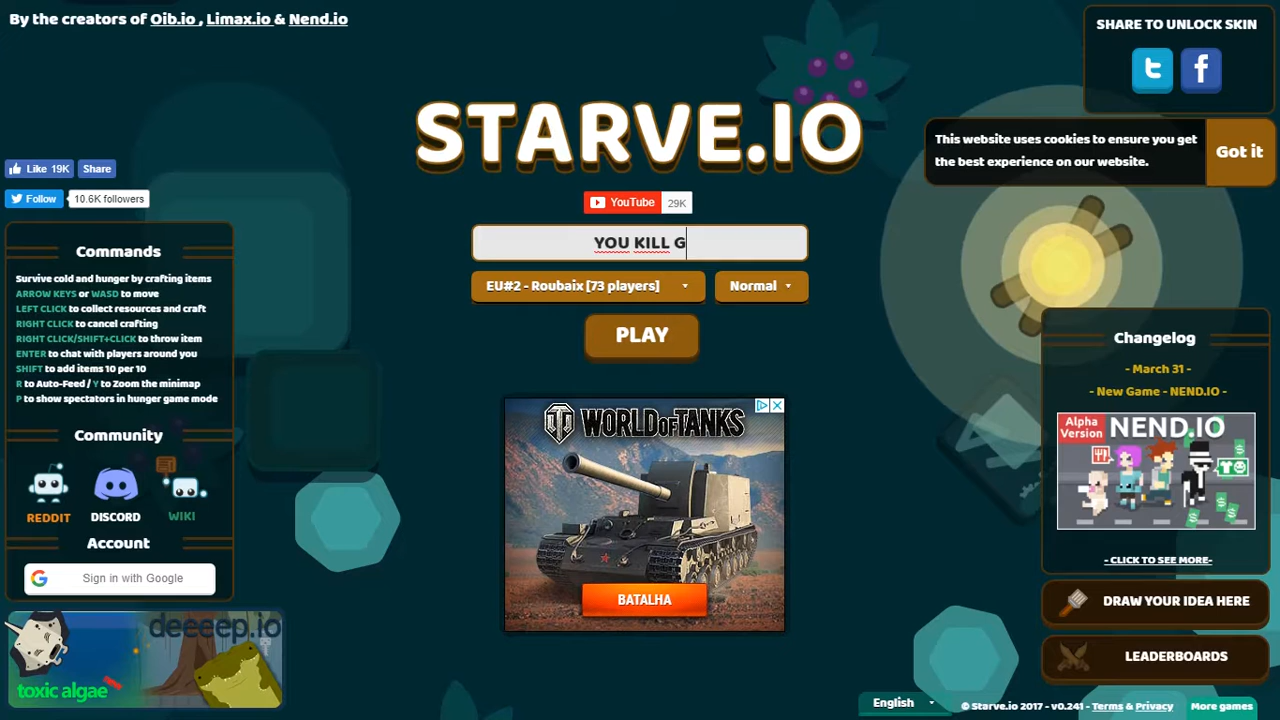 By the creators of Oib.io , Limax.io & Nend.io
SHARE TO UNLOCK SKIN
STARVE.IO
This website uses cookies to ensure you get
the best experience on our website.
Got it
Like 19K
Share
Follow
10.6K followers
YouTube
29K
YOU KILL G
EU#2 - Roubaix [73 players]
Normal
PLAY
Commands
Survive cold and hunger by crafting items
ARROW KEYS or WASD to move
LEFT CLICK to collect resources and craft
RIGHT CLICK to cancel crafting
RIGHT CLICK/SHIFT+CLICK to throw item
ENTER to chat with players around you
SHIFT to add items 10 per 10
R to Auto-Feed / Y to Zoom the minimap
P to show spectators in hunger game mode
Community
REDDIT
DISCORD
WIKI
Account
Sign in with Google
deeeep.io
toxic algae
WORLD OF TANKS
BATALHA
Changelog
- March 31 -
- New Game - NEND.IO -
Alpha
Version
NEND.IO
- CLICK TO SEE MORE-
DRAW YOUR IDEA HERE
LEADERBOARDS
English
© Starve.io 2017 - v0.241 - Terms & Privacy
More games